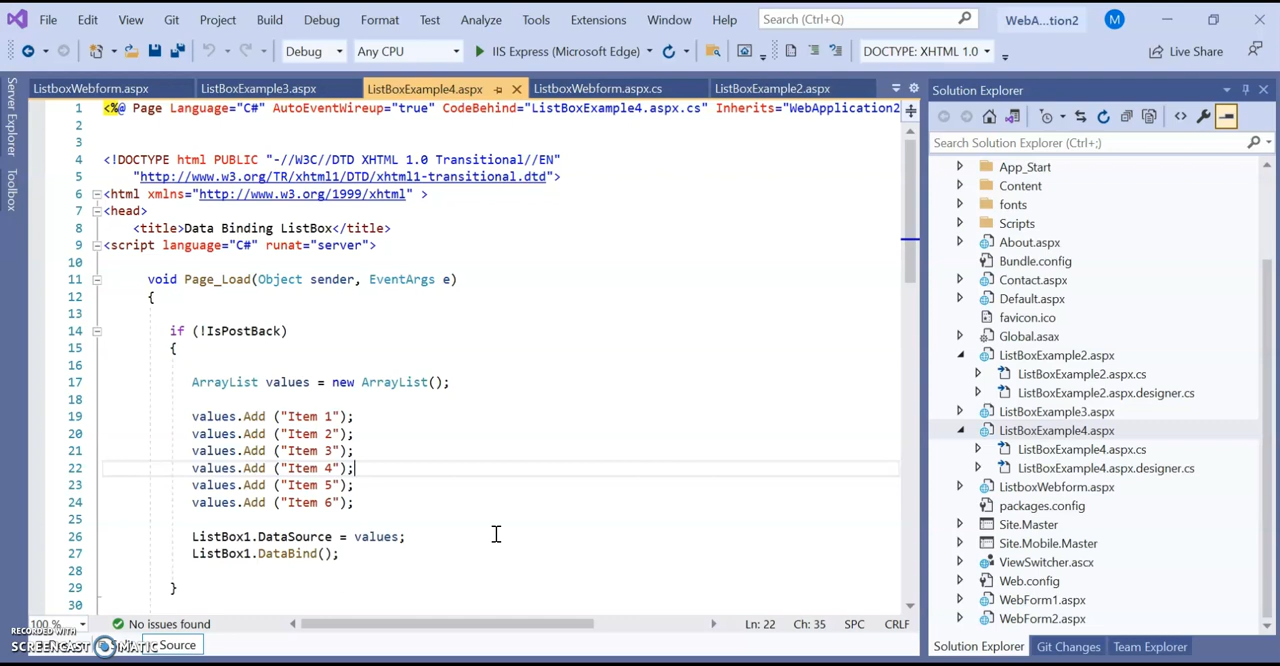 File Edit View Git Project Build Debug Format Test Analyze Tools Extensions Window Help Search (Ctrl+Q) WebA...tion2 M
Debug Any CPU IIS Express (Microsoft Edge) DOCTYPE: XHTML 1.0 Live Share
Server Explorer
Toolbox
ListboxWebform.aspx ListBoxExample3.aspx ListBoxExample4.aspx ListboxWebform.aspx.cs ListBoxExample2.aspx
1 <%@ Page Language="C#" AutoEventWireup="true" CodeBehind="ListBoxExample4.aspx.cs" Inherits="WebApplication2
2
3
4 <!DOCTYPE html PUBLIC "-//W3C//DTD XHTML 1.0 Transitional//EN"
5 "http://www.w3.org/TR/xhtml1/DTD/xhtml1-transitional.dtd">
6 <html xmlns="http://www.w3.org/1999/xhtml" >
7 <head>
8 <title>Data Binding ListBox</title>
9 <script language="C#" runat="server">
10
11 void Page_Load(Object sender, EventArgs e)
12 {
13
14 if (!IsPostBack)
15 {
16
17 ArrayList values = new ArrayList();
18
19 values.Add ("Item 1");
20 values.Add ("Item 2");
21 values.Add ("Item 3");
22 values.Add ("Item 4");
23 values.Add ("Item 5");
24 values.Add ("Item 6");
25
26 ListBox1.DataSource = values;
27 ListBox1.DataBind();
28
29 }
30
100 % No issues found Ln: 22 Ch: 35 SPC CRLF
RECORDED WITH
SCREENCAST MATIC Source
Solution Explorer
Search Solution Explorer (Ctrl+;)
App_Start
Content
fonts
Scripts
About.aspx
Bundle.config
Contact.aspx
Default.aspx
favicon.ico
Global.asax
ListBoxExample2.aspx
ListBoxExample2.aspx.cs
ListBoxExample2.aspx.designer.cs
ListBoxExample3.aspx
ListBoxExample4.aspx
ListBoxExample4.aspx.cs
ListBoxExample4.aspx.designer.cs
ListboxWebform.aspx
packages.config
Site.Master
Site.Mobile.Master
ViewSwitcher.ascx
Web.config
WebForm1.aspx
WebForm2.aspx
Solution Explorer Git Changes Team Explorer